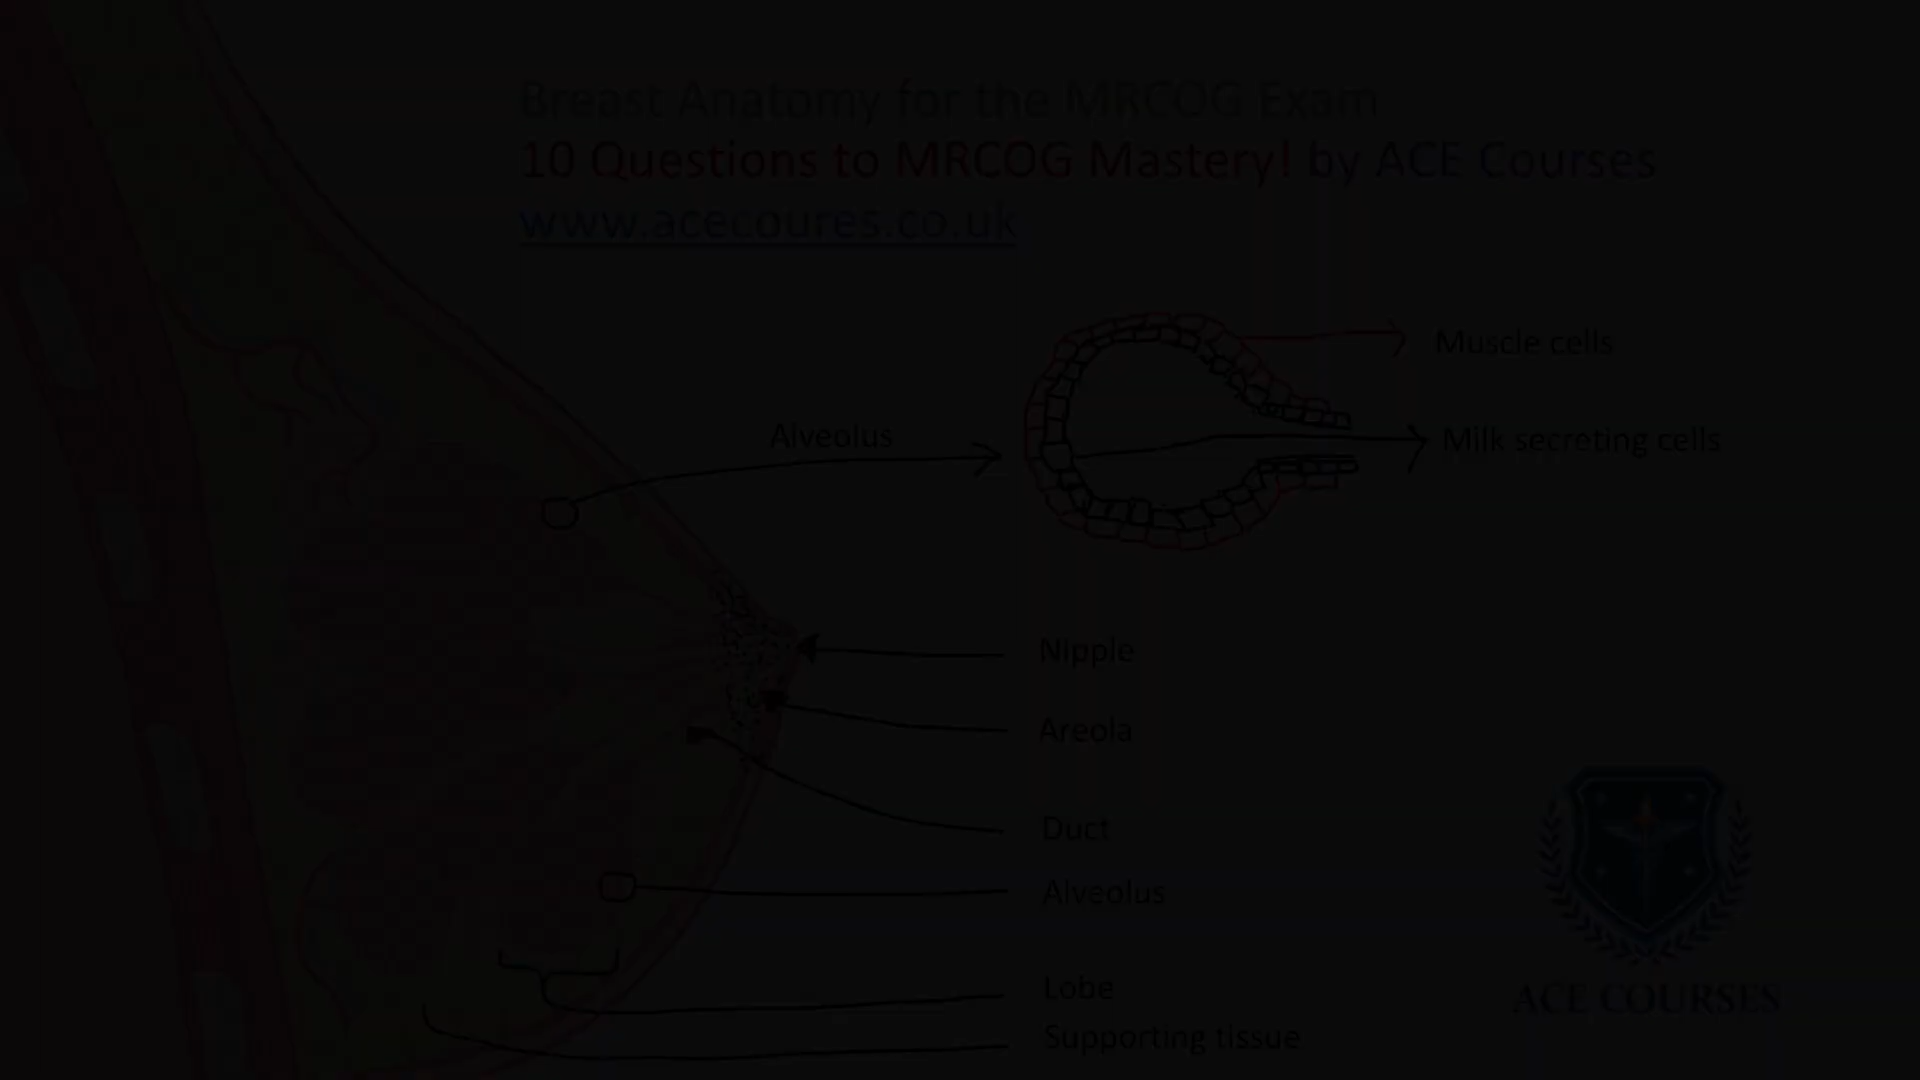 Breast Anatomy for the MRCOG Exam
10 Questions to MRCOG Mastery! by ACE Courses
www.acecoures.co.uk
Muscle cells
Alveolus
Milk secreting cells
Nipple
Areola
Duct
Alveolus
Lobe
ACE COURSES
Supporting tissue